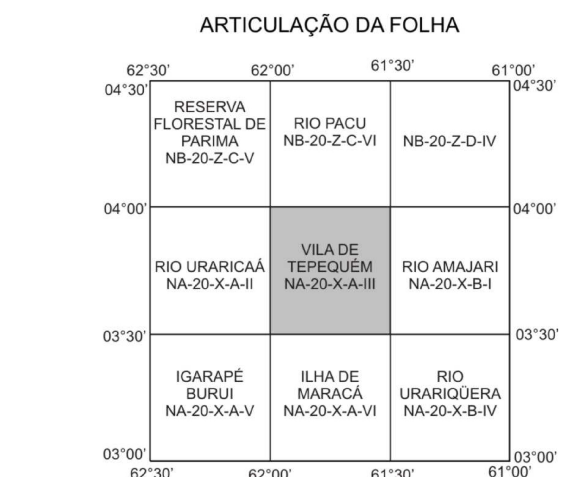 ARTICULAÇÃO DA FOLHA
62°30' 62°00' 61°30' 61°00'
04°30' 04°30'
RESERVA
FLORESTAL DE
PARIMA
NB-20-Z-C-V
RIO PACU
NB-20-Z-C-VI
NB-20-Z-D-IV
04°00' 04°00'
RIO URARICAÁ
NA-20-X-A-II
VILA DE
TEPEQUÉM
NA-20-X-A-III
RIO AMAJARI
NA-20-X-B-I
03°30' 03°30'
IGARAPÉ
BURUI
NA-20-X-A-V
ILHA DE
MARACÁ
NA-20-X-A-VI
RIO
URARIQÜERA
NA-20-X-B-IV
03°00' 03°00'
62°30' 62°00' 61°30' 61°00'